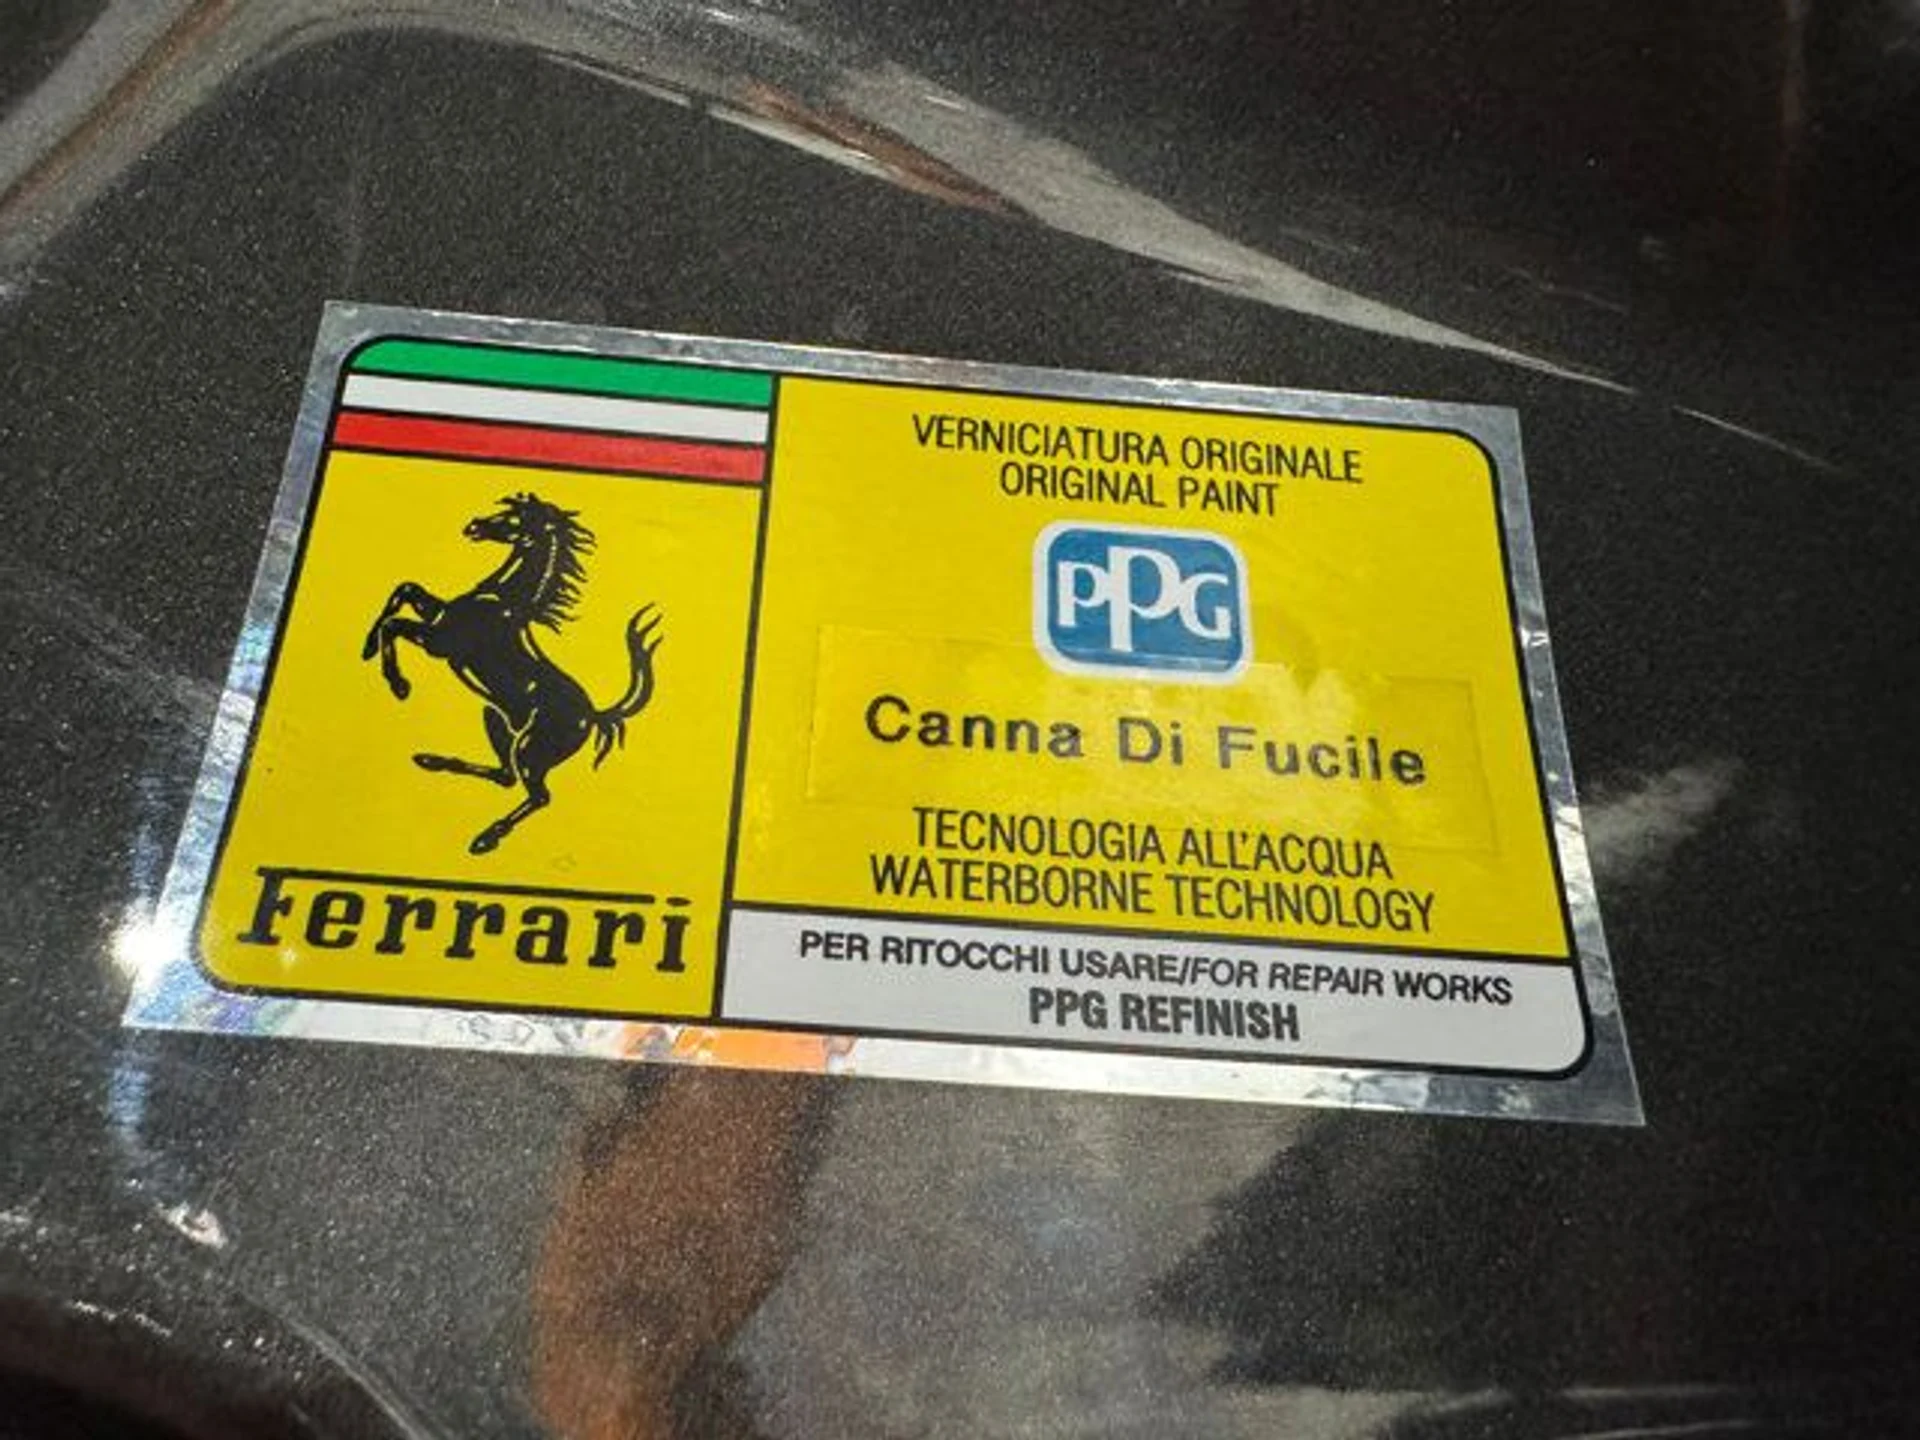 VERNICIATURA ORIGINALE
ORIGINAL PAINT
PPG
Canna Di Fucile
TECNOLOGIA ALL'ACQUA
WATERBORNE TECHNOLOGY
Ferrari
PER RITOCCHI USARE/FOR REPAIR WORKS
PPG REFINISH